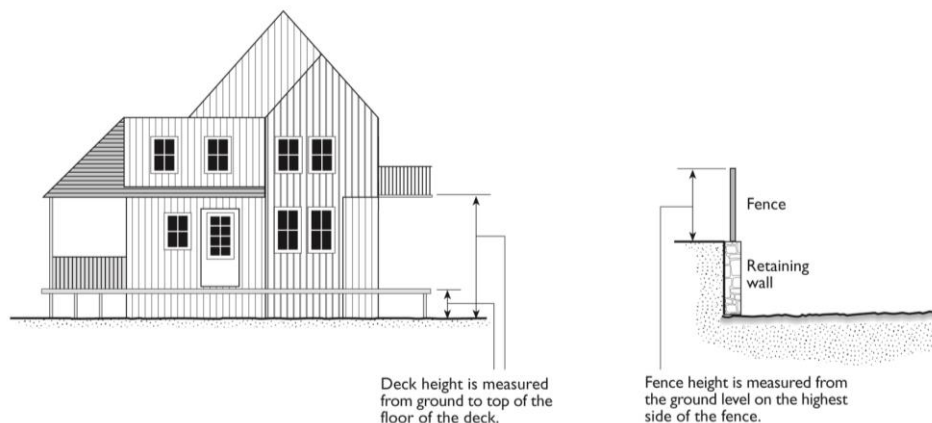 Fence
Retaining
wall
Deck height is measured
from ground to top of the
floor of the deck.
Fence height is measured from
the ground level on the highest
side of the fence.